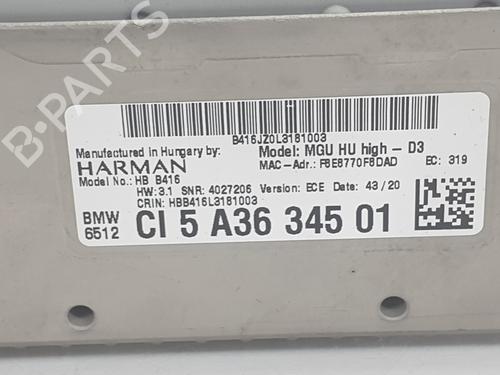 B416JZ0L3181003
Manufactured in Hungary by:
Model: MGU HU high - D3
HARMAN
MAC-Adr.: F8E8770F8DAD
EC: 319
Model No.: HB B416
HW: 3.1 SNR: 4027206 Version: ECE Date: 43/20
CRIN: HBB416L3181003
BMW
6512
CI 5 A36 345 01
B-PARTS